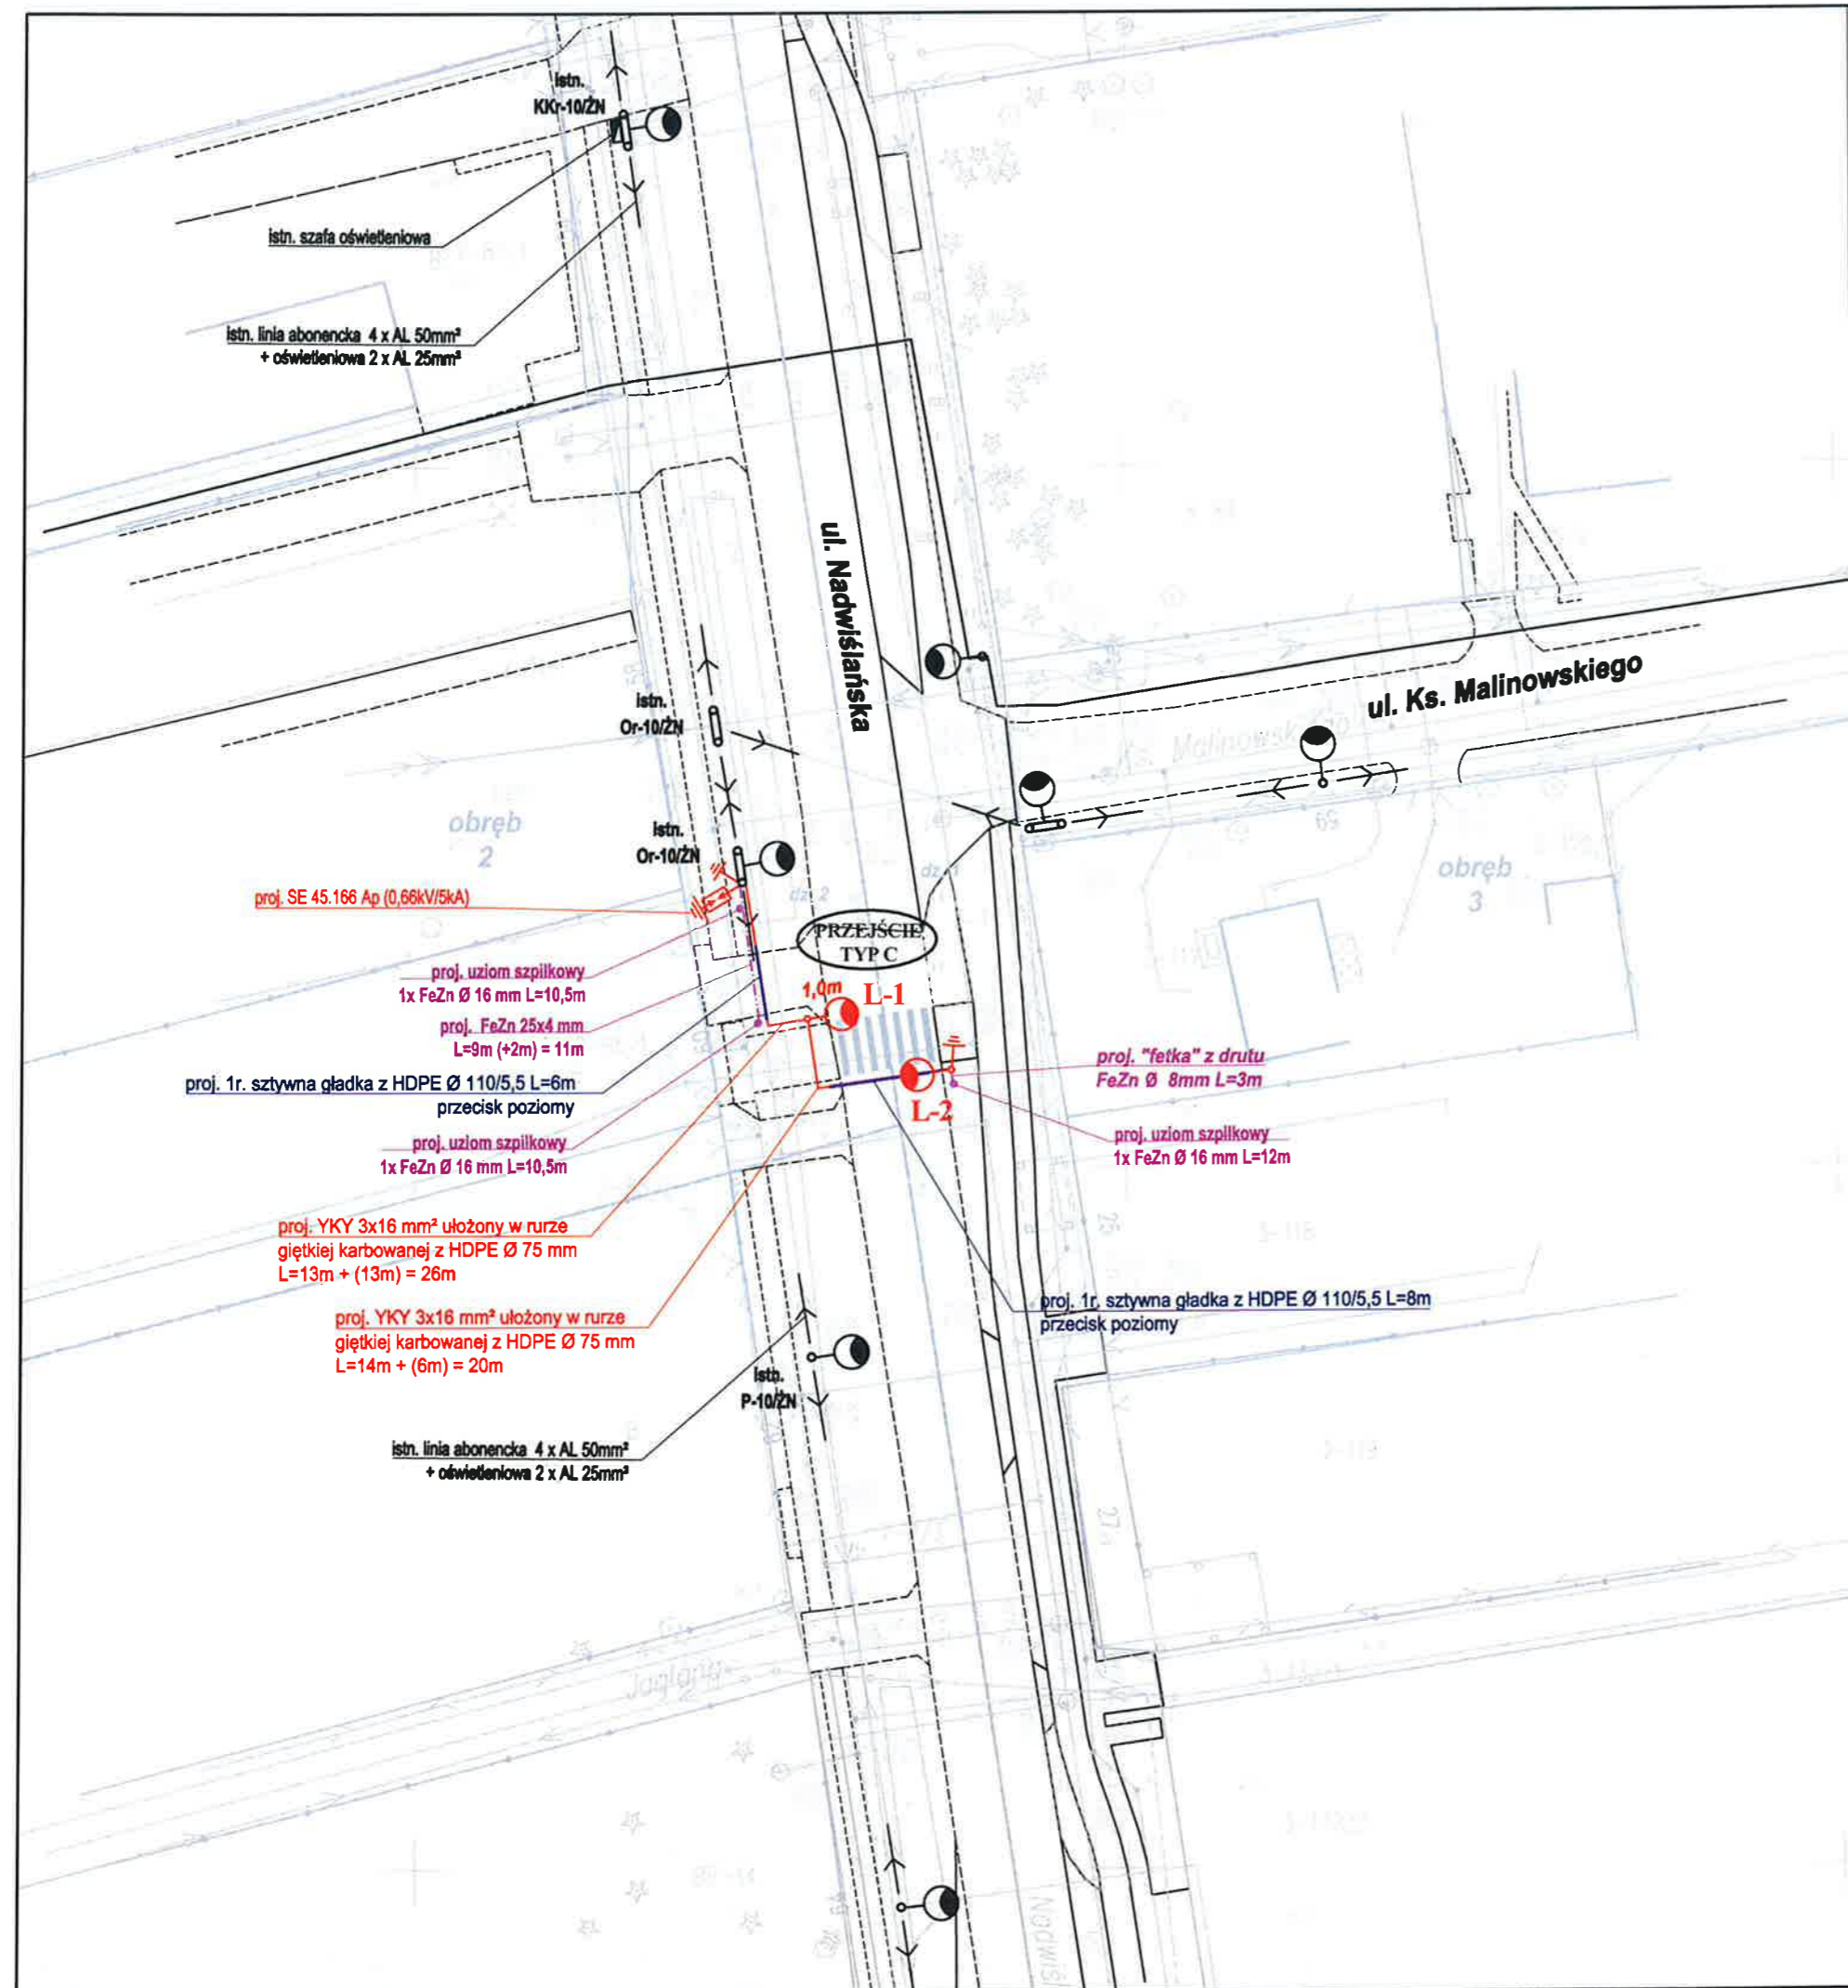 istn.
KKr-10/ŻN
istn. szafa oświetleniowa
istn. linia abonencka 4 x AL 50mm²
+ oświetleniowa 2 x AL 25mm²
ul. Nadwiślańska
ul. Ks. Malinowskiego
Malinowsk
istn.
Or-10/ŻN
obręb
2
istn.
Or-10/ŻN
59
obręb
3
proj. SE 45.166 Ap (0,66kV/5kA)
dz. 2
PRZEJŚCIE
TYP C
proj. uziom szpilkowy
1x FeZn Ø 16 mm L=10,5m
1,0m
L-1
proj. FeZn 25x4 mm
L=9m (+2m) = 11m
proj. "fetka" z drutu
FeZn Ø 8mm L=3m
proj. 1r. sztywna gładka z HDPE Ø 110/5,5 L=6m
przecisk poziomy
L-2
proj. uziom szpilkowy
1x FeZn Ø 16 mm L=10,5m
proj. uziom szpilkowy
1x FeZn Ø 16 mm L=12m
proj. YKY 3x16 mm² ułożony w rurze
giętkiej karbowanej z HDPE Ø 75 mm
L=13m + (13m) = 26m
25
proj. 1r. sztywna gładka z HDPE Ø 110/5,5 L=8m
przecisk poziomy
proj. YKY 3x16 mm² ułożony w rurze
giętkiej karbowanej z HDPE Ø 75 mm
L=14m + (6m) = 20m
istn.
P-10/ŻN
istn. linia abonencka 4 x AL 50mm²
+ oświetleniowa 2 x AL 25mm²